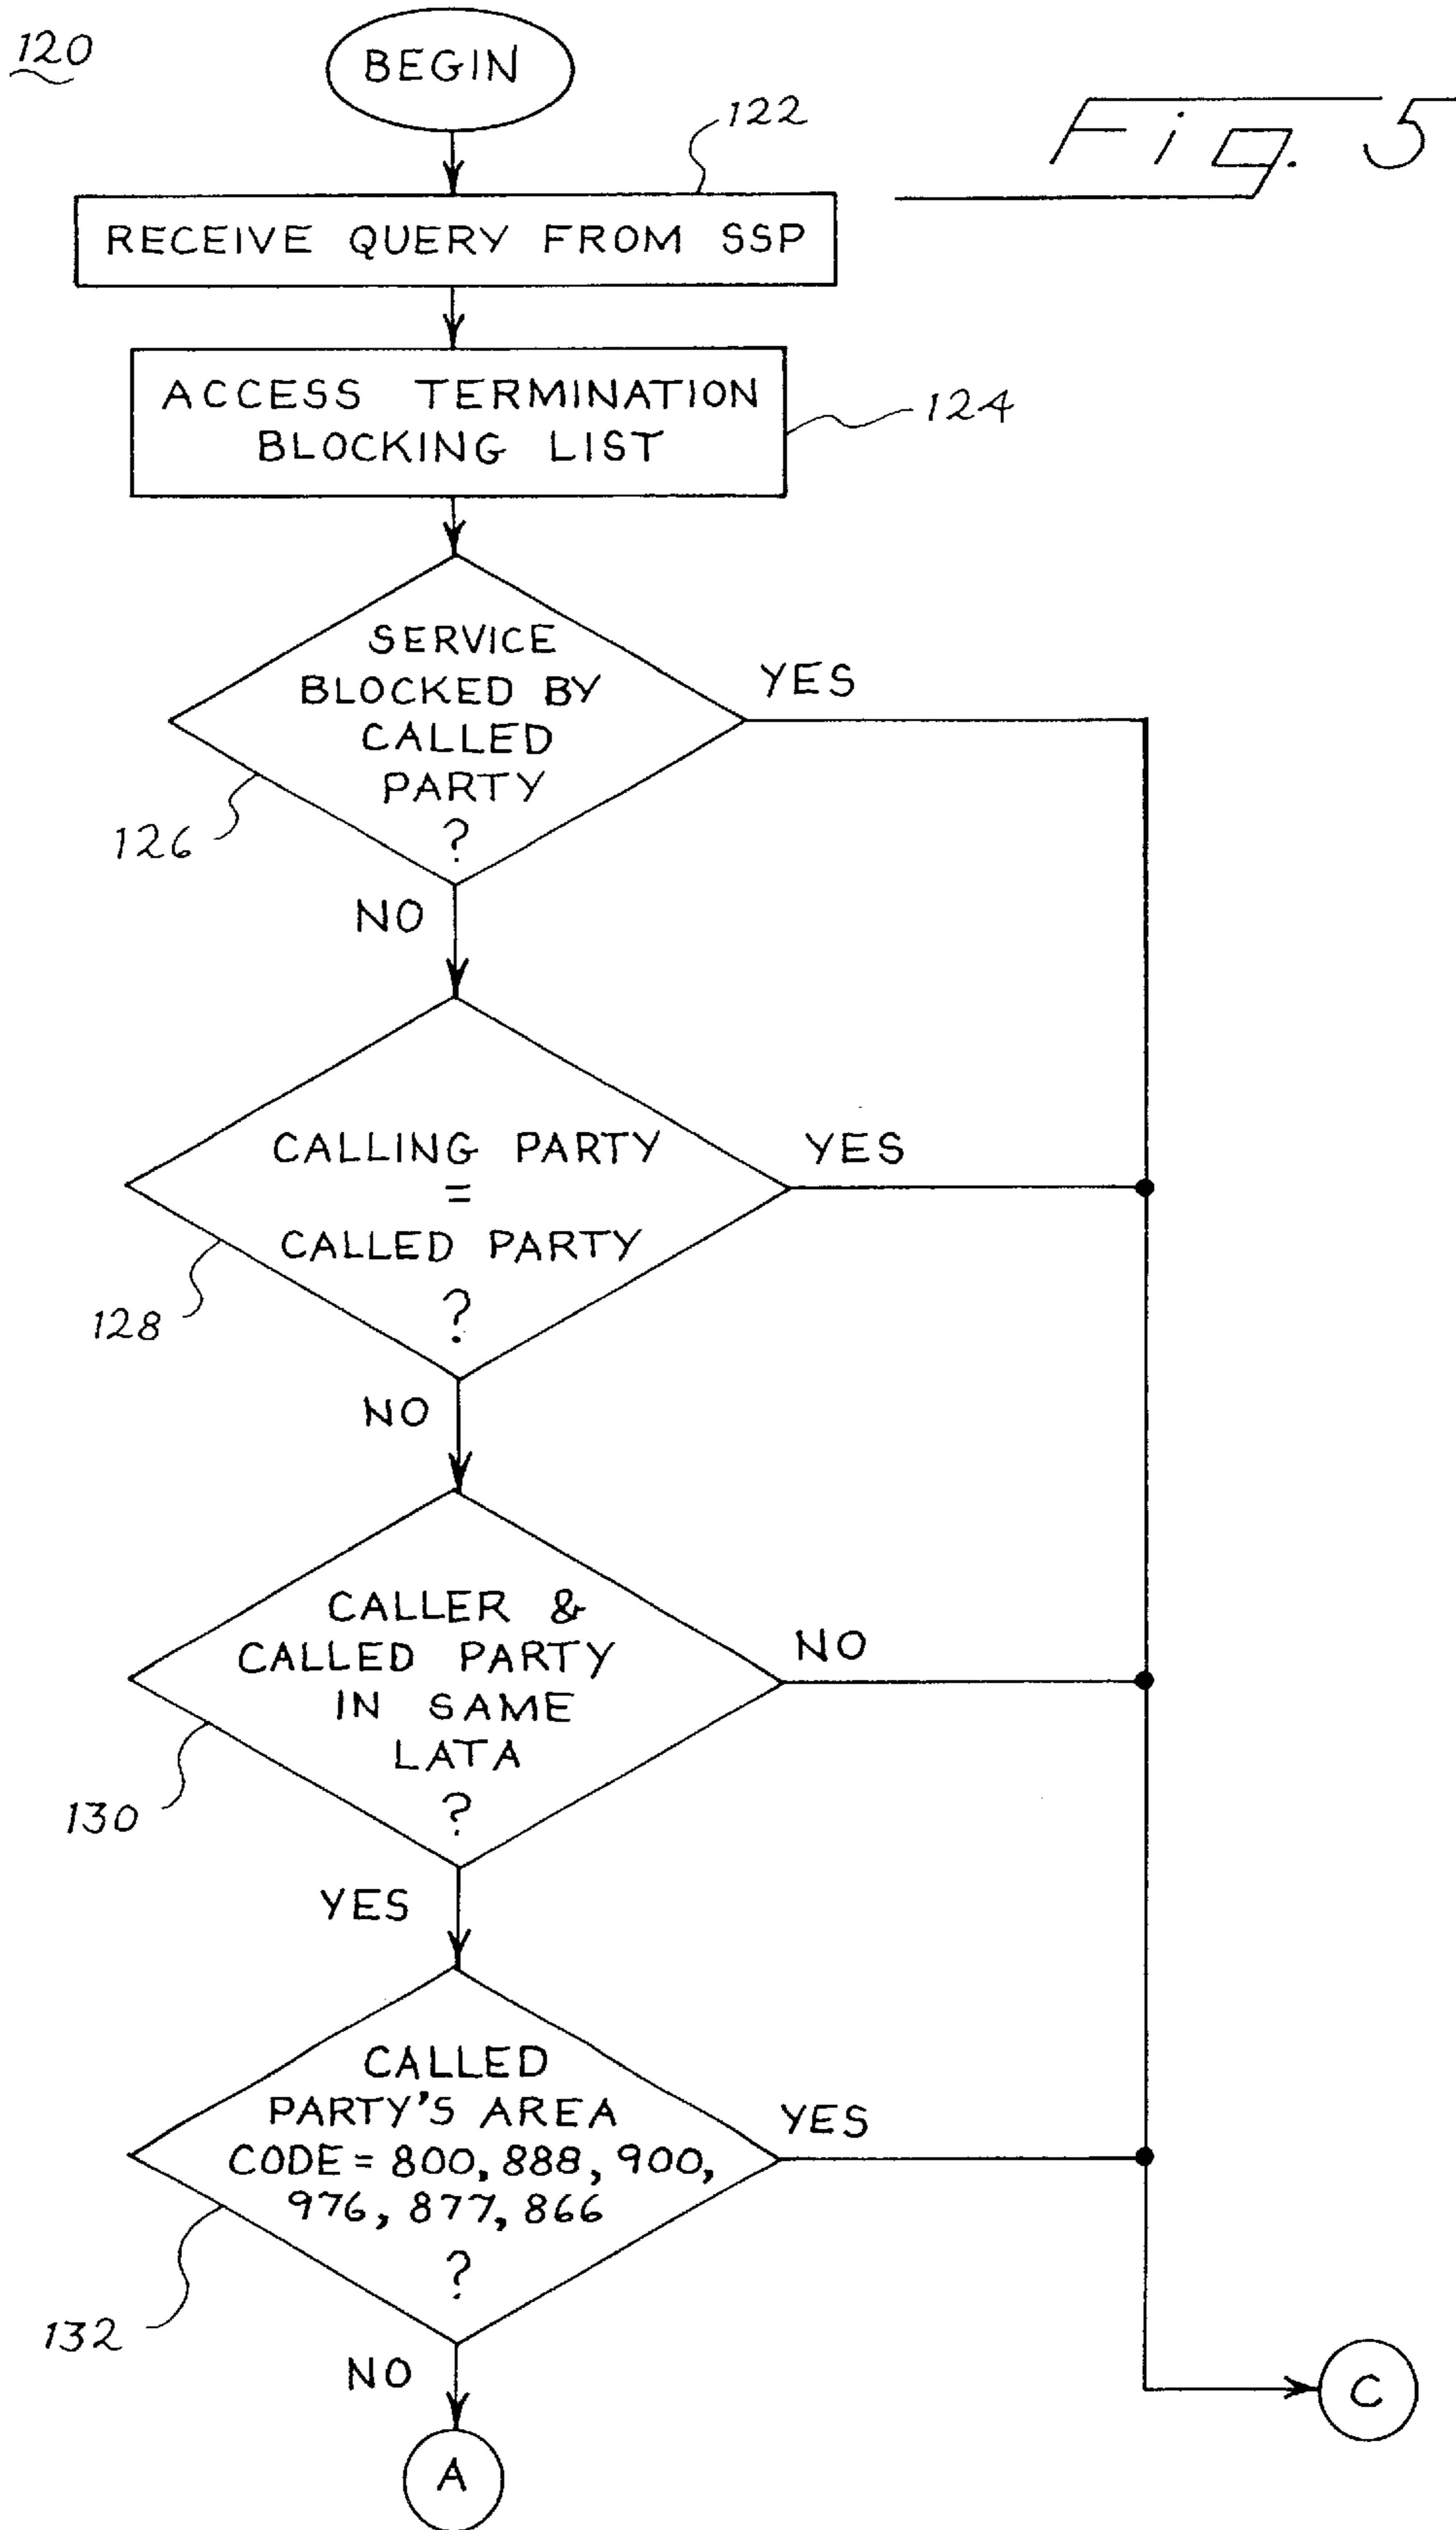 120
BEGIN
Fig. 5
122
RECEIVE QUERY FROM SSP
ACCESS TERMINATION
BLOCKING LIST
124
SERVICE
BLOCKED BY
CALLED
PARTY
?
YES
126
NO
CALLING PARTY
=
CALLED PARTY
?
YES
128
NO
CALLER &
CALLED PARTY
IN SAME
LATA
?
NO
130
YES
CALLED
PARTY'S AREA
CODE = 800, 888, 900,
976, 877, 866
?
YES
132
NO
C
A